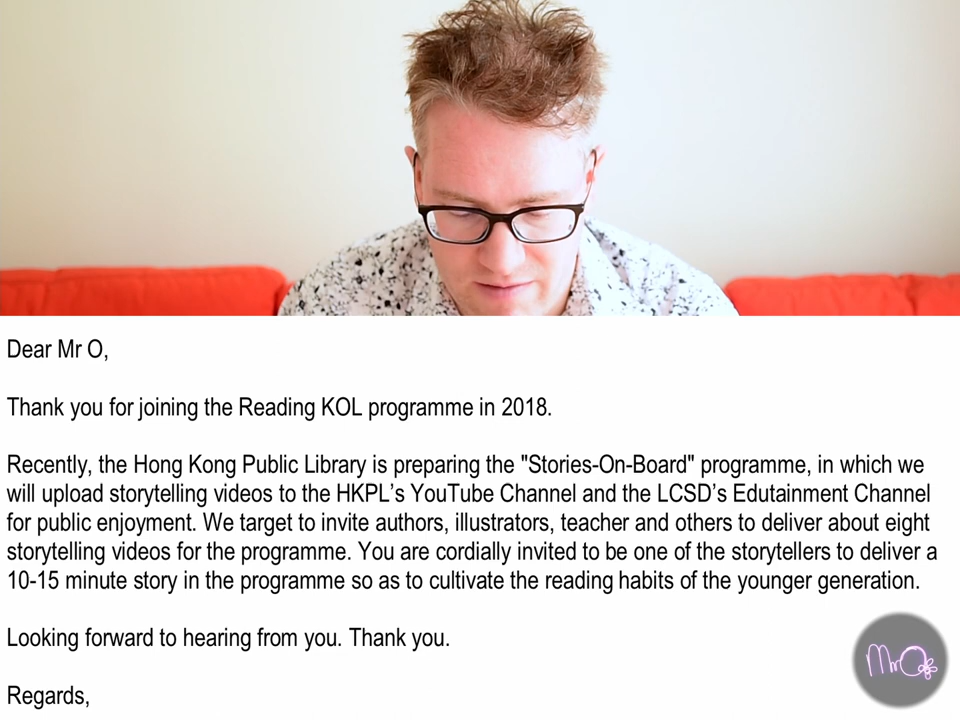 Dear Mr O,
Thank you for joining the Reading KOL programme in 2018.
Recently, the Hong Kong Public Library is preparing the "Stories-On-Board" programme, in which we
will upload storytelling videos to the HKPL’s YouTube Channel and the LCSD’s Edutainment Channel
for public enjoyment. We target to invite authors, illustrators, teacher and others to deliver about eight
storytelling videos for the programme. You are cordially invited to be one of the storytellers to deliver a
10-15 minute story in the programme so as to cultivate the reading habits of the younger generation.
Looking forward to hearing from you. Thank you.
Regards,
MrO